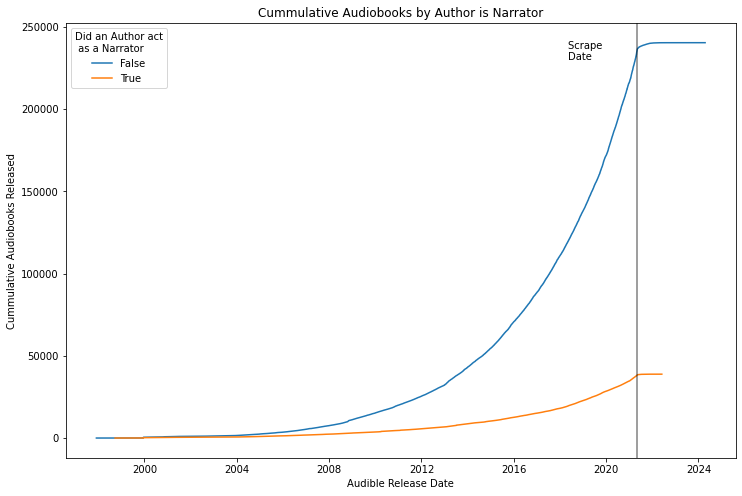 Cummulative Audiobooks by Author is Narrator
Did an Author act
as a Narrator
False
True
Scrape
Date
Cummulative Audiobooks Released
250000
200000
150000
100000
50000
0
2000 2004 2008 2012 2016 2020 2024
Audible Release Date